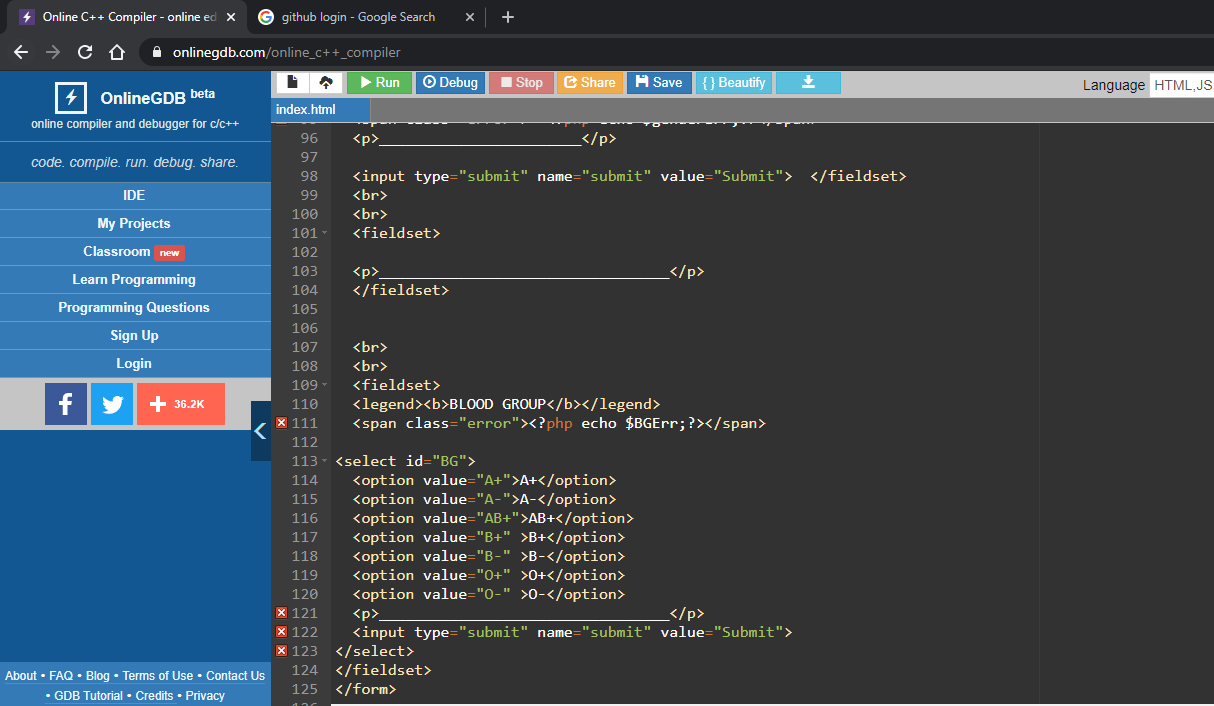 Online C++ Compiler - online ed
github login - Google Search
onlinegdb.com/online_c++_compiler
OnlineGDB beta
online compiler and debugger for c/c++
code. compile. run. debug. share.
IDE
My Projects
Classroom new
Learn Programming
Programming Questions
Sign Up
Login
36.2K
About • FAQ • Blog • Terms of Use • Contact Us
• GDB Tutorial • Credits • Privacy
Run Debug Stop Share Save { } Beautify
Language HTML,JS
index.html
96 <p>_______________________</p>
97
98 <input type="submit" name="submit" value="Submit">  </fieldset>
99 <br>
100 <br>
101 <fieldset>
102
103 <p>_________________________________</p>
104 </fieldset>
105
106
107 <br>
108 <br>
109 <fieldset>
110 <legend><b>BLOOD GROUP</b></legend>
111 <span class="error"><?php echo $BGErr;?></span>
112
113 <select id="BG">
114 <option value="A+">A+</option>
115 <option value="A-">A-</option>
116 <option value="AB+">AB+</option>
117 <option value="B+" >B+</option>
118 <option value="B-" >B-</option>
119 <option value="O+" >O+</option>
120 <option value="O-" >O-</option>
121 <p>_________________________________</p>
122 <input type="submit" name="submit" value="Submit">
123 </select>
124 </fieldset>
125 </form>